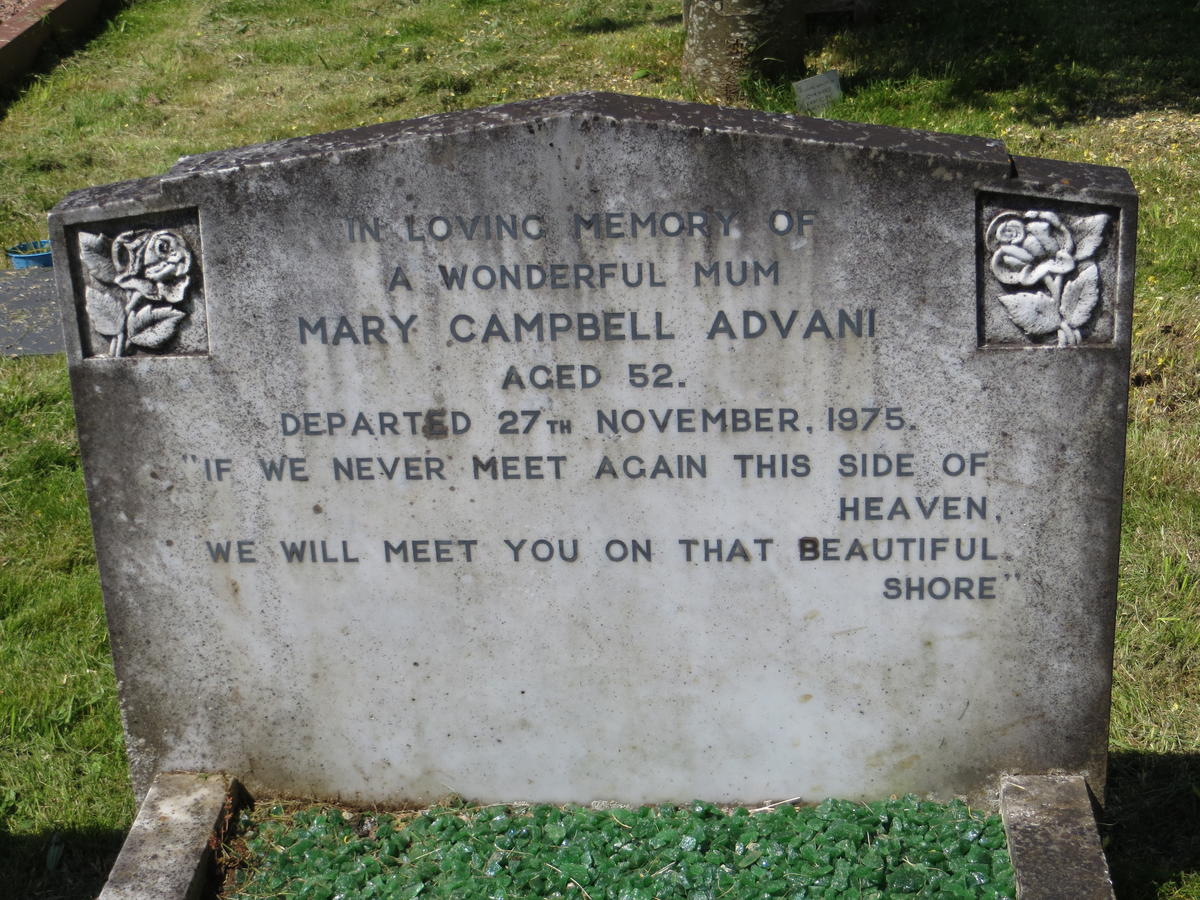 IN LOVING MEMORY OF
A WONDERFUL MUM
MARY CAMPBELL ADVANI
AGED 52.
DEPARTED 27TH NOVEMBER, 1975.
"IF WE NEVER MEET AGAIN THIS SIDE OF
HEAVEN,
WE WILL MEET YOU ON THAT BEAUTIFUL
SHORE"